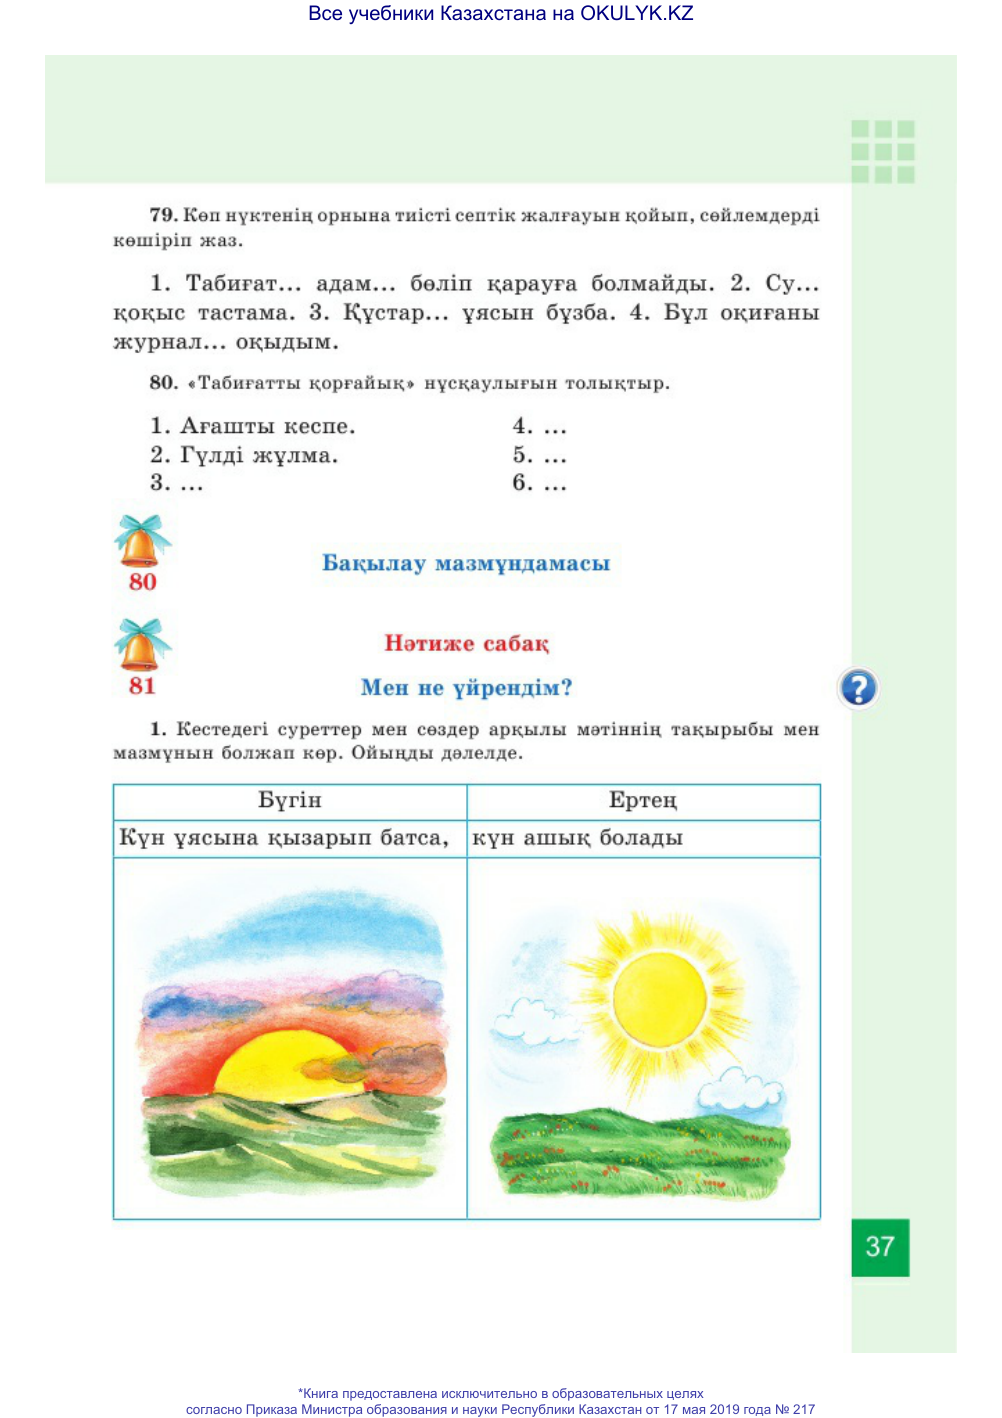 Все учебники Казахстана на OKULYK.KZ
79. Көп нүктенің орнына тиісті септік жалғауын қойып, сөйлемдерді
көшіріп жаз.
1. Табиғат... адам... бөліп қарауға болмайды. 2. Су...
қоқыс тастама. 3. Құстар... ұясын бұзба. 4. Бұл оқиғаны
журнал... оқыдым.
80. «Табиғатты қорғайық» нұсқаулығын толықтыр.
1. Ағашты кеспе.
2. Гүлді жұлма.
3. ...
4. ...
5. ...
6. ...
80
Бақылау мазмұндамасы
81
Нәтиже сабақ
Мен не үйрендім?
?
1. Кестедегі суреттер мен сөздер арқылы мәтіннің тақырыбы мен
мазмұнын болжап көр. Ойыңды дәлелде.
Бүгін
Ертең
Күн ұясына қызарып батса,
күн ашық болады
37
*Книга предоставлена исключительно в образовательных целях
согласно Приказа Министра образования и науки Республики Казахстан от 17 мая 2019 года № 217